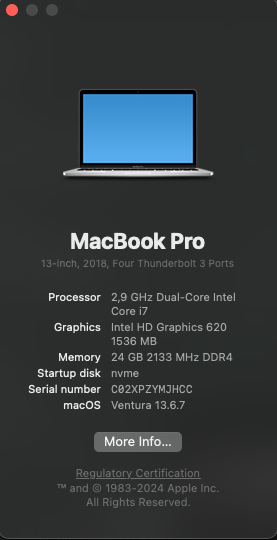 MacBook Pro
13-inch, 2018, Four Thunderbolt 3 Ports
Processor 2,9 GHz Dual-Core Intel
Core i7
Graphics Intel HD Graphics 620
1536 MB
Memory 24 GB 2133 MHz DDR4
Startup disk nvme
Serial number C02XPZYMJHCC
macOS Ventura 13.6.7
More Info...
Regulatory Certification
™ and © 1983-2024 Apple Inc.
All Rights Reserved.